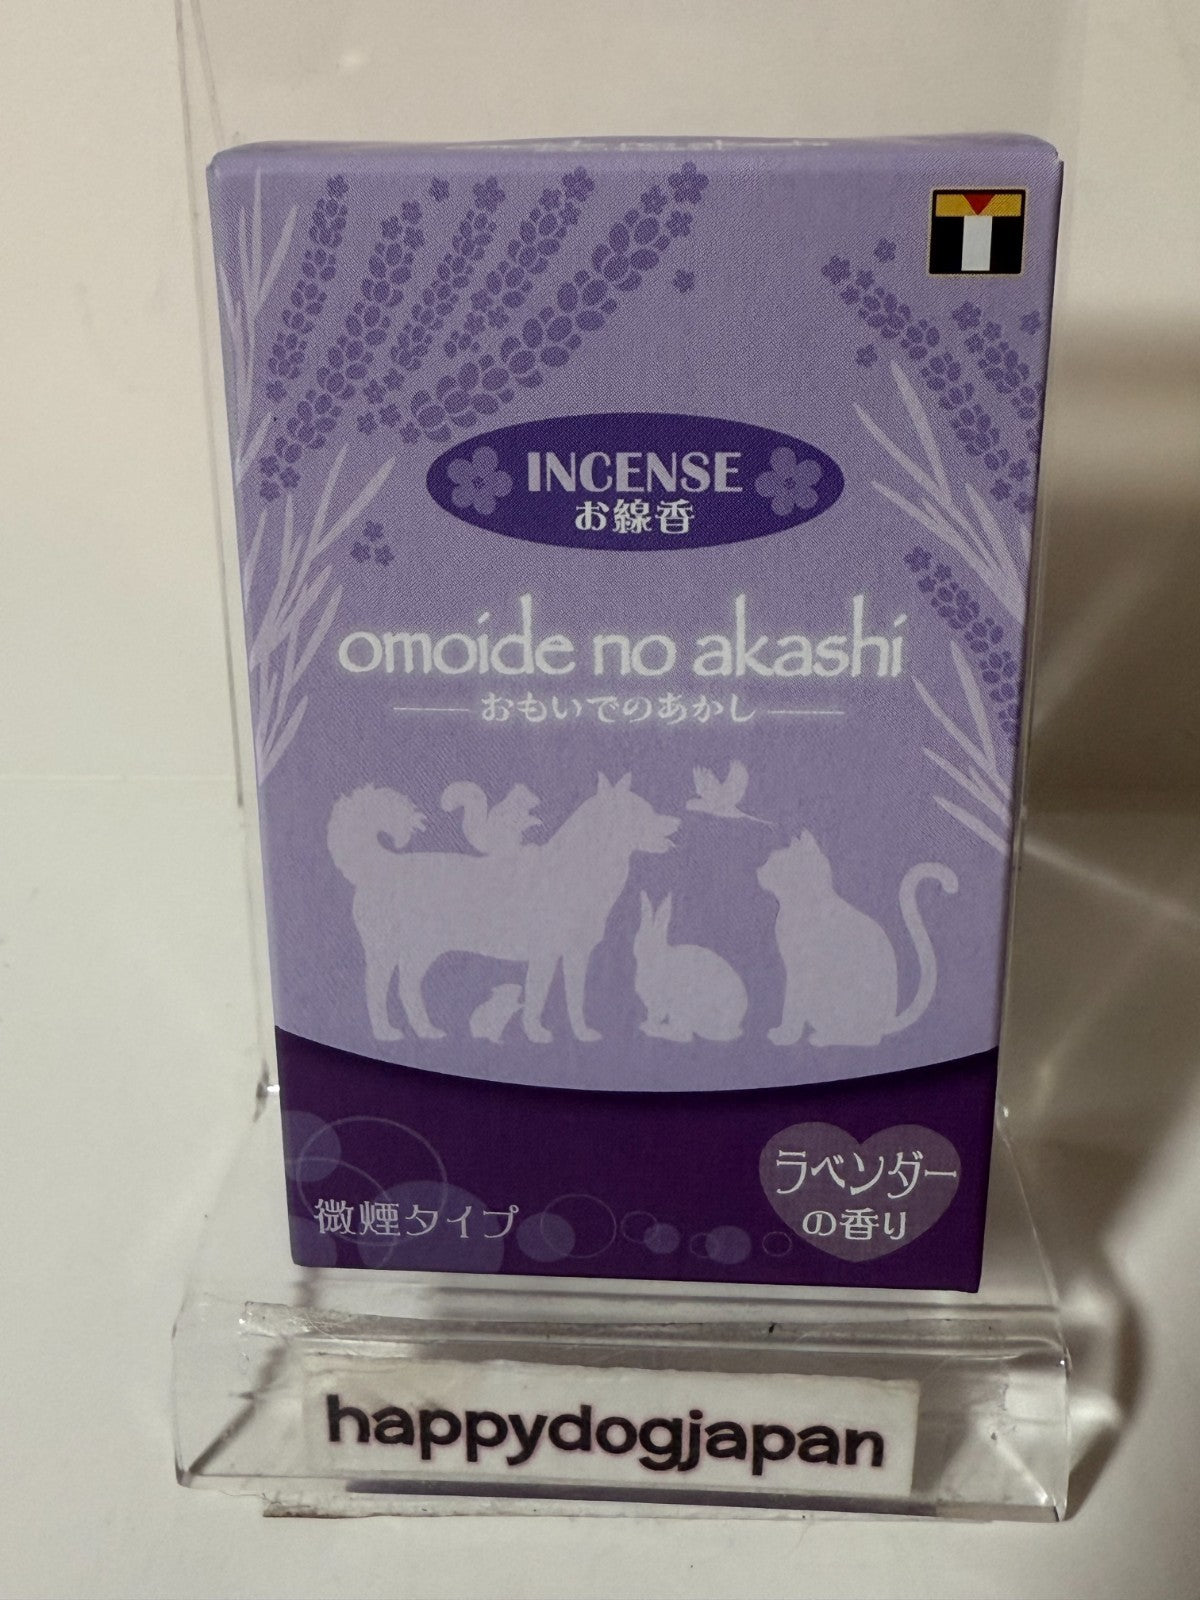 INCENSE
お線香
omoide no akashi
おもいでのあかし
微煙タイプ
ラベンダー
の香り
happydogjapan